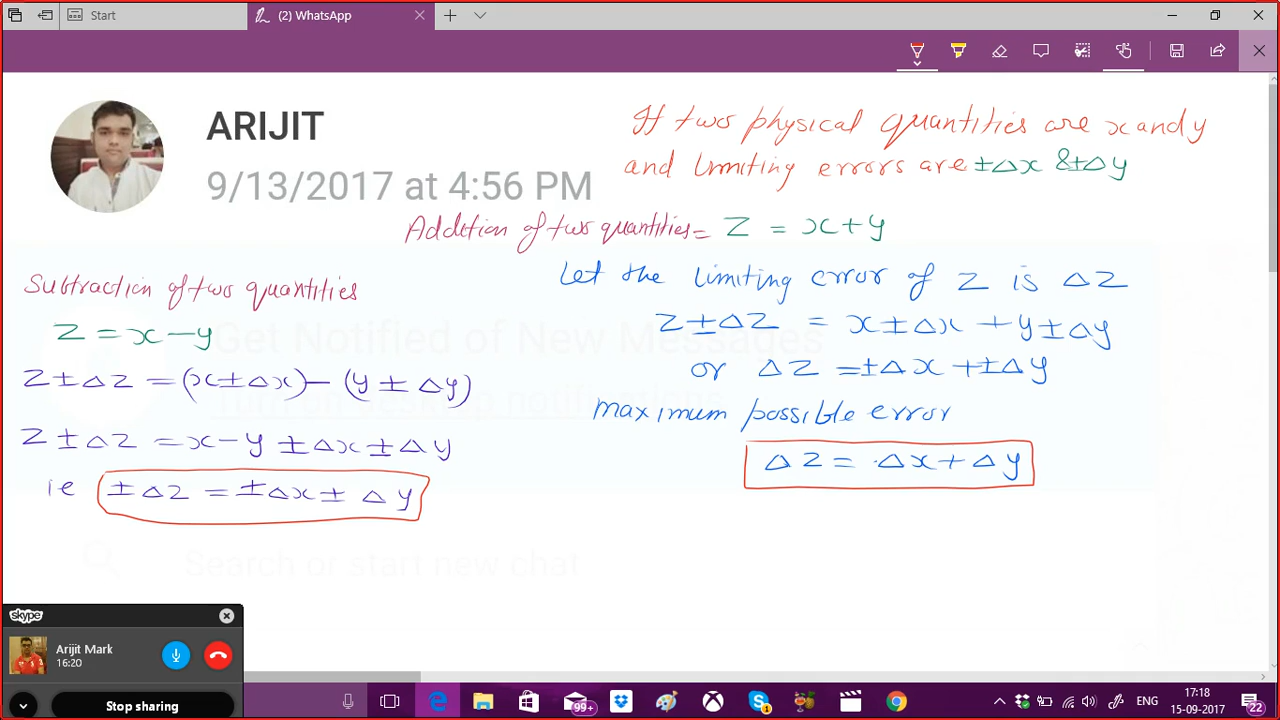 Start
(2) WhatsApp
ARIJIT
9/13/2017 at 4:56 PM
If two physical quantities are x and y
and limiting errors are ±Δx & ±Δy
Addition of two quantities = Z = x+y
Let the limiting error of Z is ΔZ
Z±ΔZ = x±Δx +y±Δy
or ΔZ =±Δx +±Δy
maximum possible error
ΔZ = Δx+Δy
Subtraction of two quantities
Z = x-y
Z±ΔZ =(x±Δx)- (y±Δy)
Z±ΔZ =x-y ±Δx±Δy
ie ±ΔZ =±Δx± Δy
Get Notified of New Messages
Turn on desktop notifications
Search or start new chat
skype
Arijit Mark
16:20
Stop sharing
99+
1
ENG
17:18
15-09-2017
22